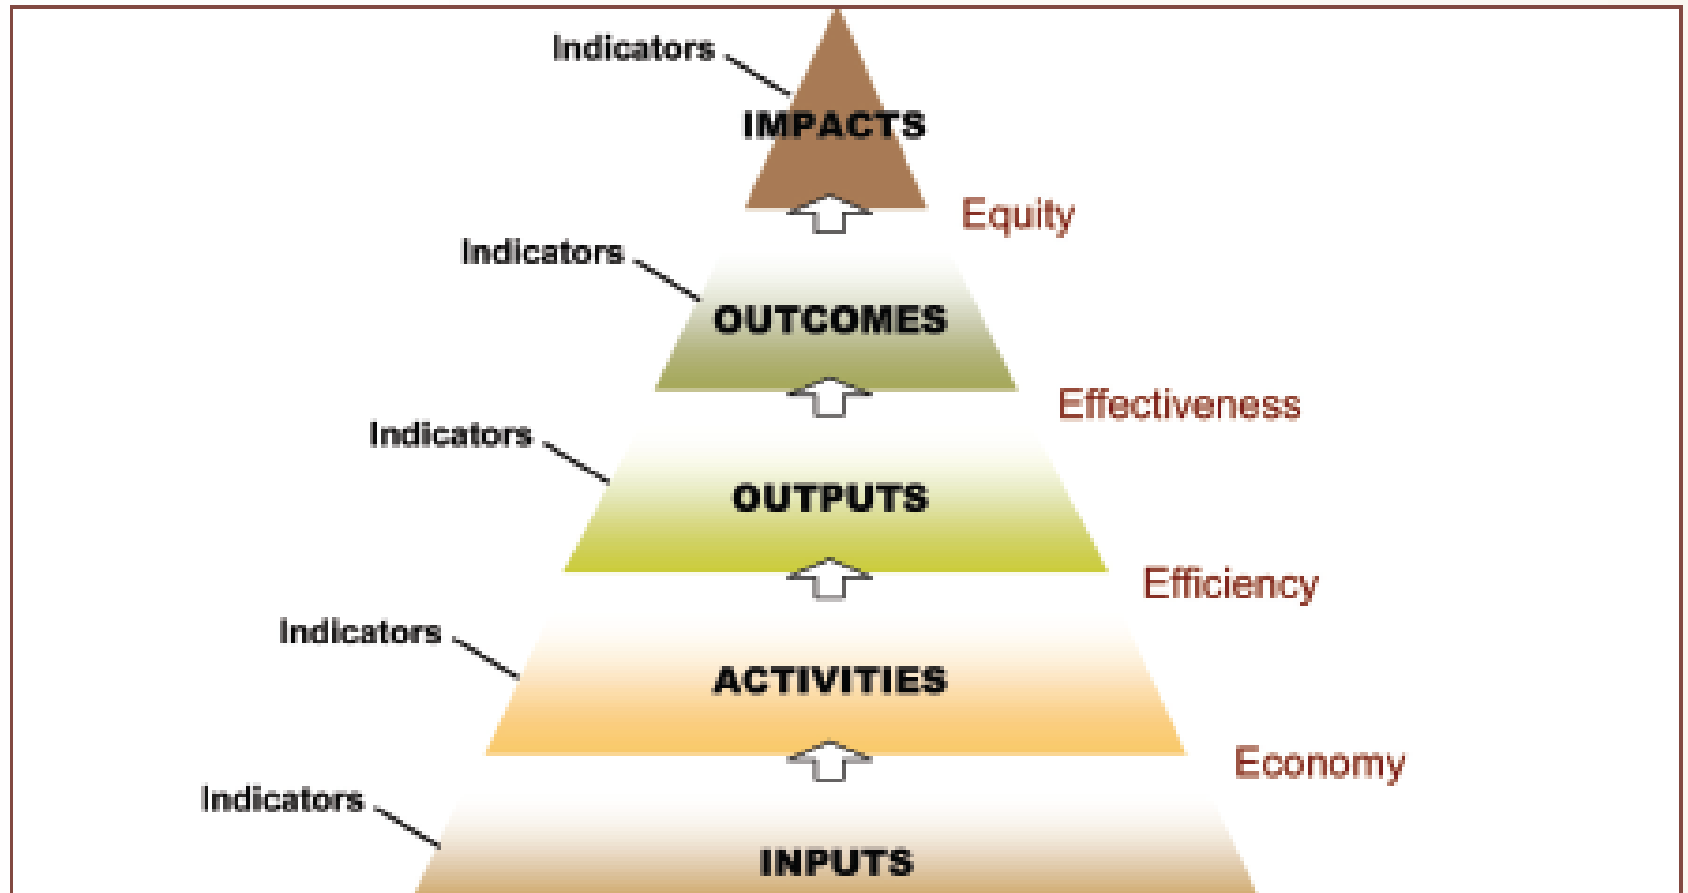 Indicators
IMPACTS
Equity
Indicators
OUTCOMES
Effectiveness
Indicators
OUTPUTS
Efficiency
Indicators
ACTIVITIES
Economy
Indicators
INPUTS